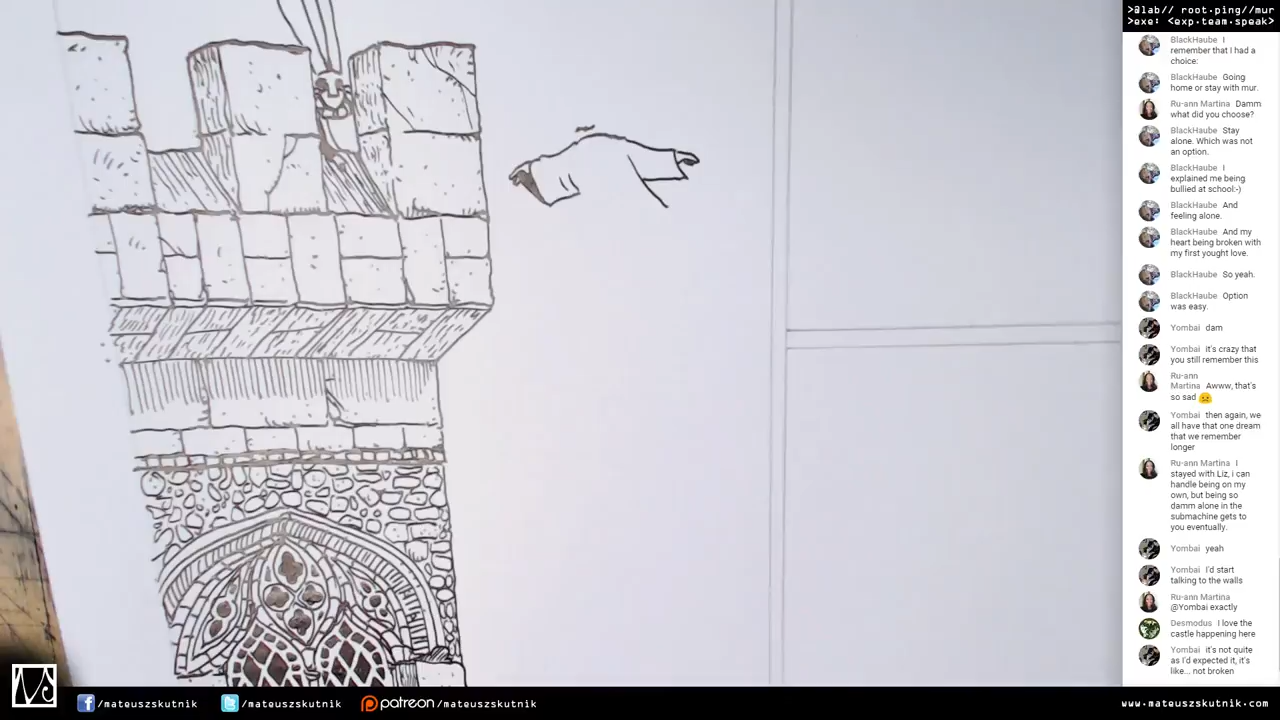 >@lab// root.ping//mur
>exe: <exp.team.speak>
BlackHaube I
remember that I had a
choice:
BlackHaube Going
home or stay with mur.
Ru-ann Martina Damm
what did you choose?
BlackHaube Stay
alone. Which was not
an option.
BlackHaube I
explained me being
bullied at school:-)
BlackHaube And
feeling alone.
BlackHaube And my
heart being broken with
my first yought love.
BlackHaube So yeah.
BlackHaube Option
was easy.
Yombai dam
Yombai it's crazy that
you still remember this
Ru-ann
Martina Awww, that's
so sad
Yombai then again, we
all have that one dream
that we remember
longer
Ru-ann Martina I
stayed with Liz, i can
handle being on my
own, but being so
damm alone in the
submachine gets to
you eventually.
Yombai yeah
Yombai I'd start
talking to the walls
Ru-ann Martina
@Yombai exactly
Desmodus I love the
castle happening here
Yombai it's not quite
as I'd expected it, it's
like... not broken
/mateuszskutnik /mateuszskutnik patreon/mateuszskutnik www.mateuszskutnik.com